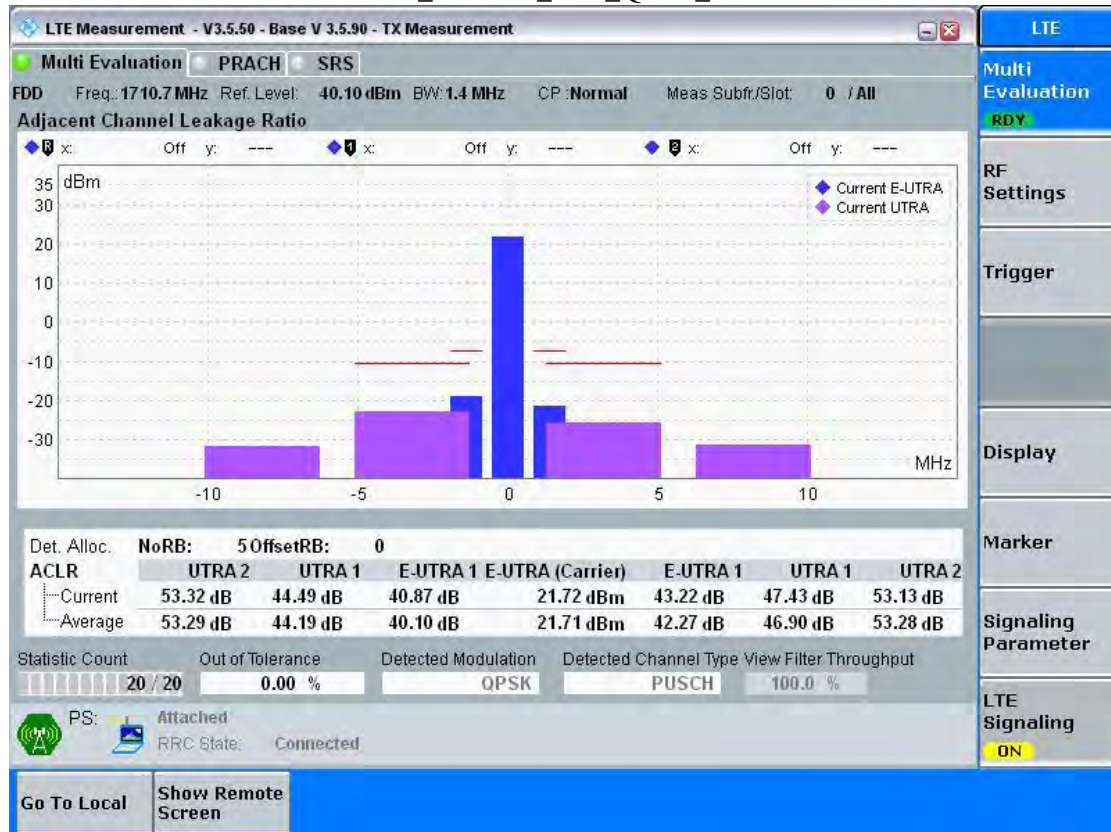 LTE Measurement - V3.5.50 - Base V 3.5.90 - TX Measurement
LTE
Multi Evaluation PRACH SRS
FDD Freq.: 1710.7 MHz Ref. Level: 40.10 dBm BW: 1.4 MHz CP :Normal Meas Subfr./Slot: 0 / All
Adjacent Channel Leakage Ratio
R x: Off y: --- 1 x: Off y: --- 2 x: Off y: ---
dBm
35
30
20
10
0
-10
-20
-30
Current E-UTRA
Current UTRA
MHz
-10 -5 0 5 10
Det. Alloc. NoRB: 5 OffsetRB: 0
ACLR UTRA 2 UTRA 1 E-UTRA 1 E-UTRA (Carrier) E-UTRA 1 UTRA 1 UTRA 2
Current 53.32 dB 44.49 dB 40.87 dB 21.72 dBm 43.22 dB 47.43 dB 53.13 dB
Average 53.29 dB 44.19 dB 40.10 dB 21.71 dBm 42.27 dB 46.90 dB 53.28 dB
Statistic Count Out of Tolerance Detected Modulation Detected Channel Type View Filter Throughput
20 / 20 0.00 % QPSK PUSCH 100.0 %
PS: Attached
RRC State: Connected
Multi
Evaluation
RDY
RF
Settings
Trigger
Display
Marker
Signaling
Parameter
LTE
Signaling
ON
Go To Local
Show Remote
Screen